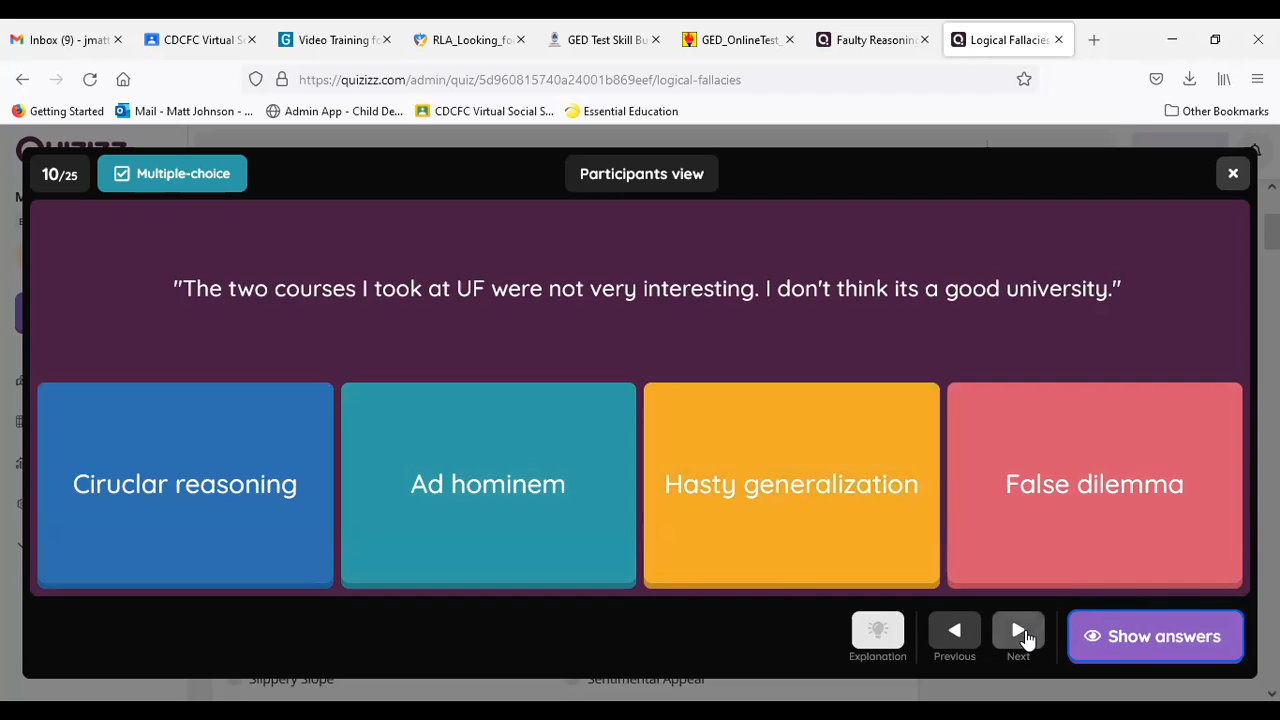 Inbox (9) - jmatt
CDCFC Virtual S
Video Training fo
RLA_Looking_for
GED Test Skill Bu
GED_OnlineTest_
Faulty Reasoning
Logical Fallacies
https://quizizz.com/admin/quiz/5d960815740a24001b869eef/logical-fallacies
Getting Started
Mail - Matt Johnson - ...
Admin App - Child De...
CDCFC Virtual Social S...
Essential Education
Other Bookmarks
10/25
Multiple-choice
Participants view
"The two courses I took at UF were not very interesting. I don't think its a good university."
Ciruclar reasoning
Ad hominem
Hasty generalization
False dilemma
Explanation
Previous
Next
Show answers
Slippery Slope
Sentimental Appeal